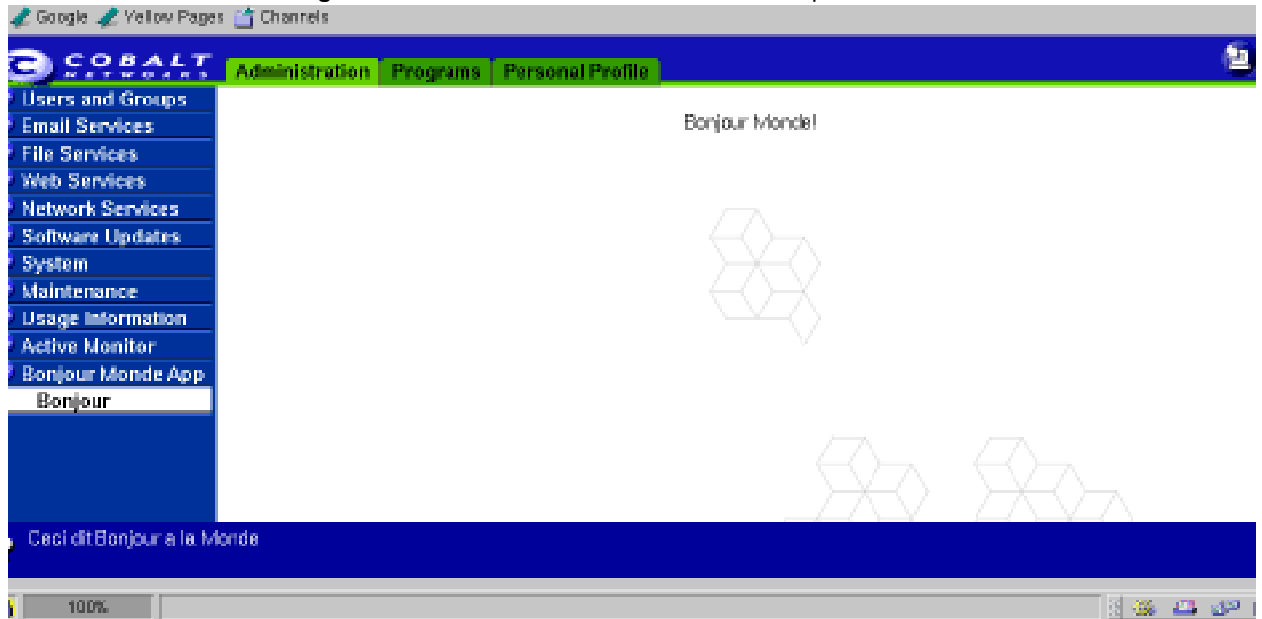 Google Yellow Pages Channels
COBALT
NETWORKS
Administration Programs Personal Profile
Users and Groups
Email Services
File Services
Web Services
Network Services
Software Updates
System
Maintenance
Usage Information
Active Monitor
Bonjour Monde App
Bonjour
Bonjour Monde!
Ceci dit Bonjour a la Monde
100%